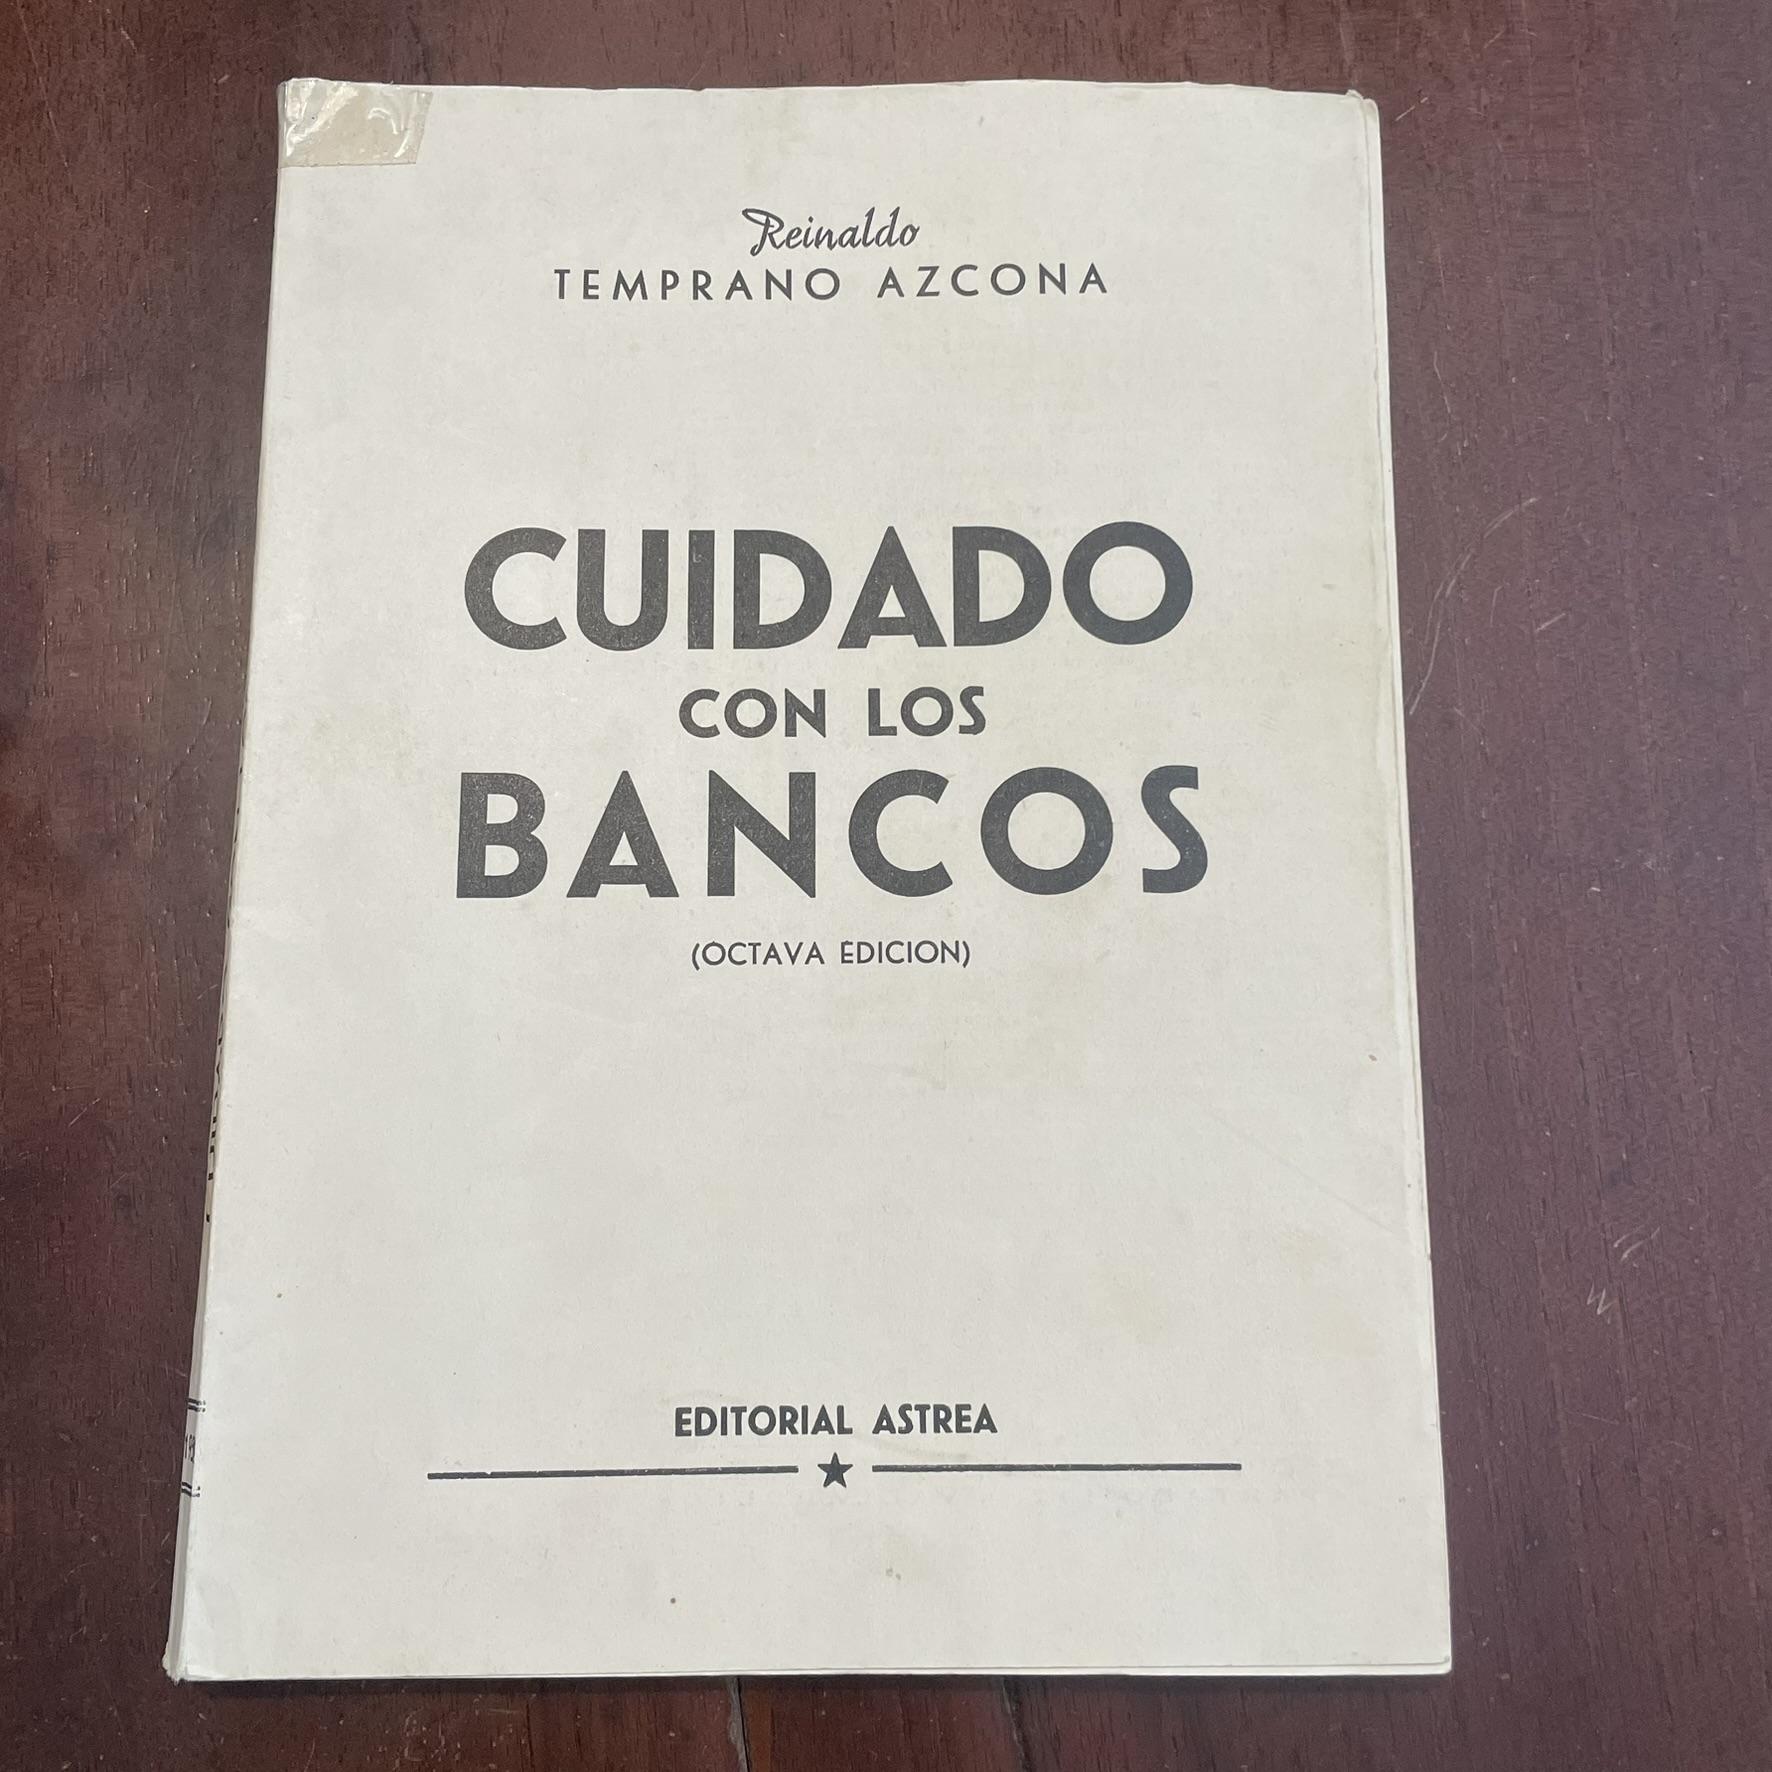 Reinaldo
TEMPRANO AZCONA
CUIDADO
CON LOS
BANCOS
(OCTAVA EDICION)
EDITORIAL ASTREA